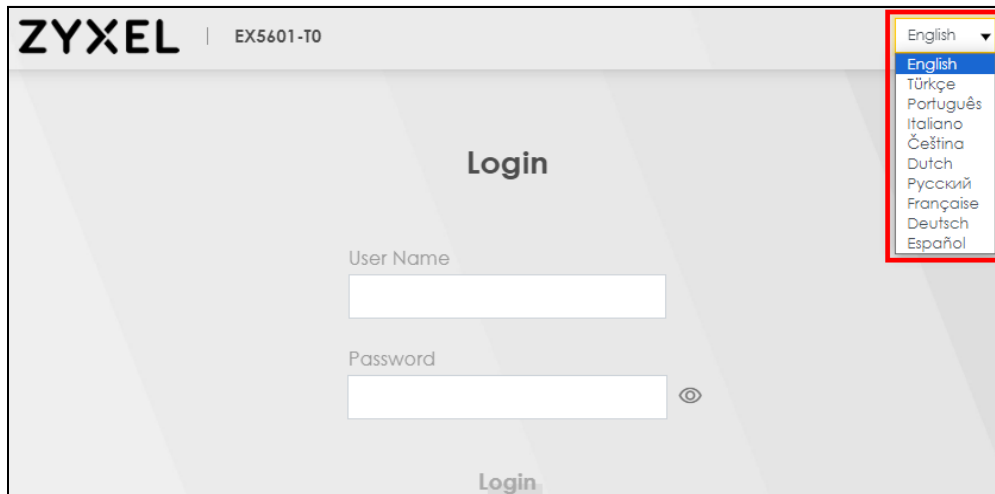 ZYXEL | EX5601-T0
English
English
Türkçe
Português
Italiano
Čeština
Dutch
Русский
Française
Deutsch
Español
Login
User Name
Password
Login